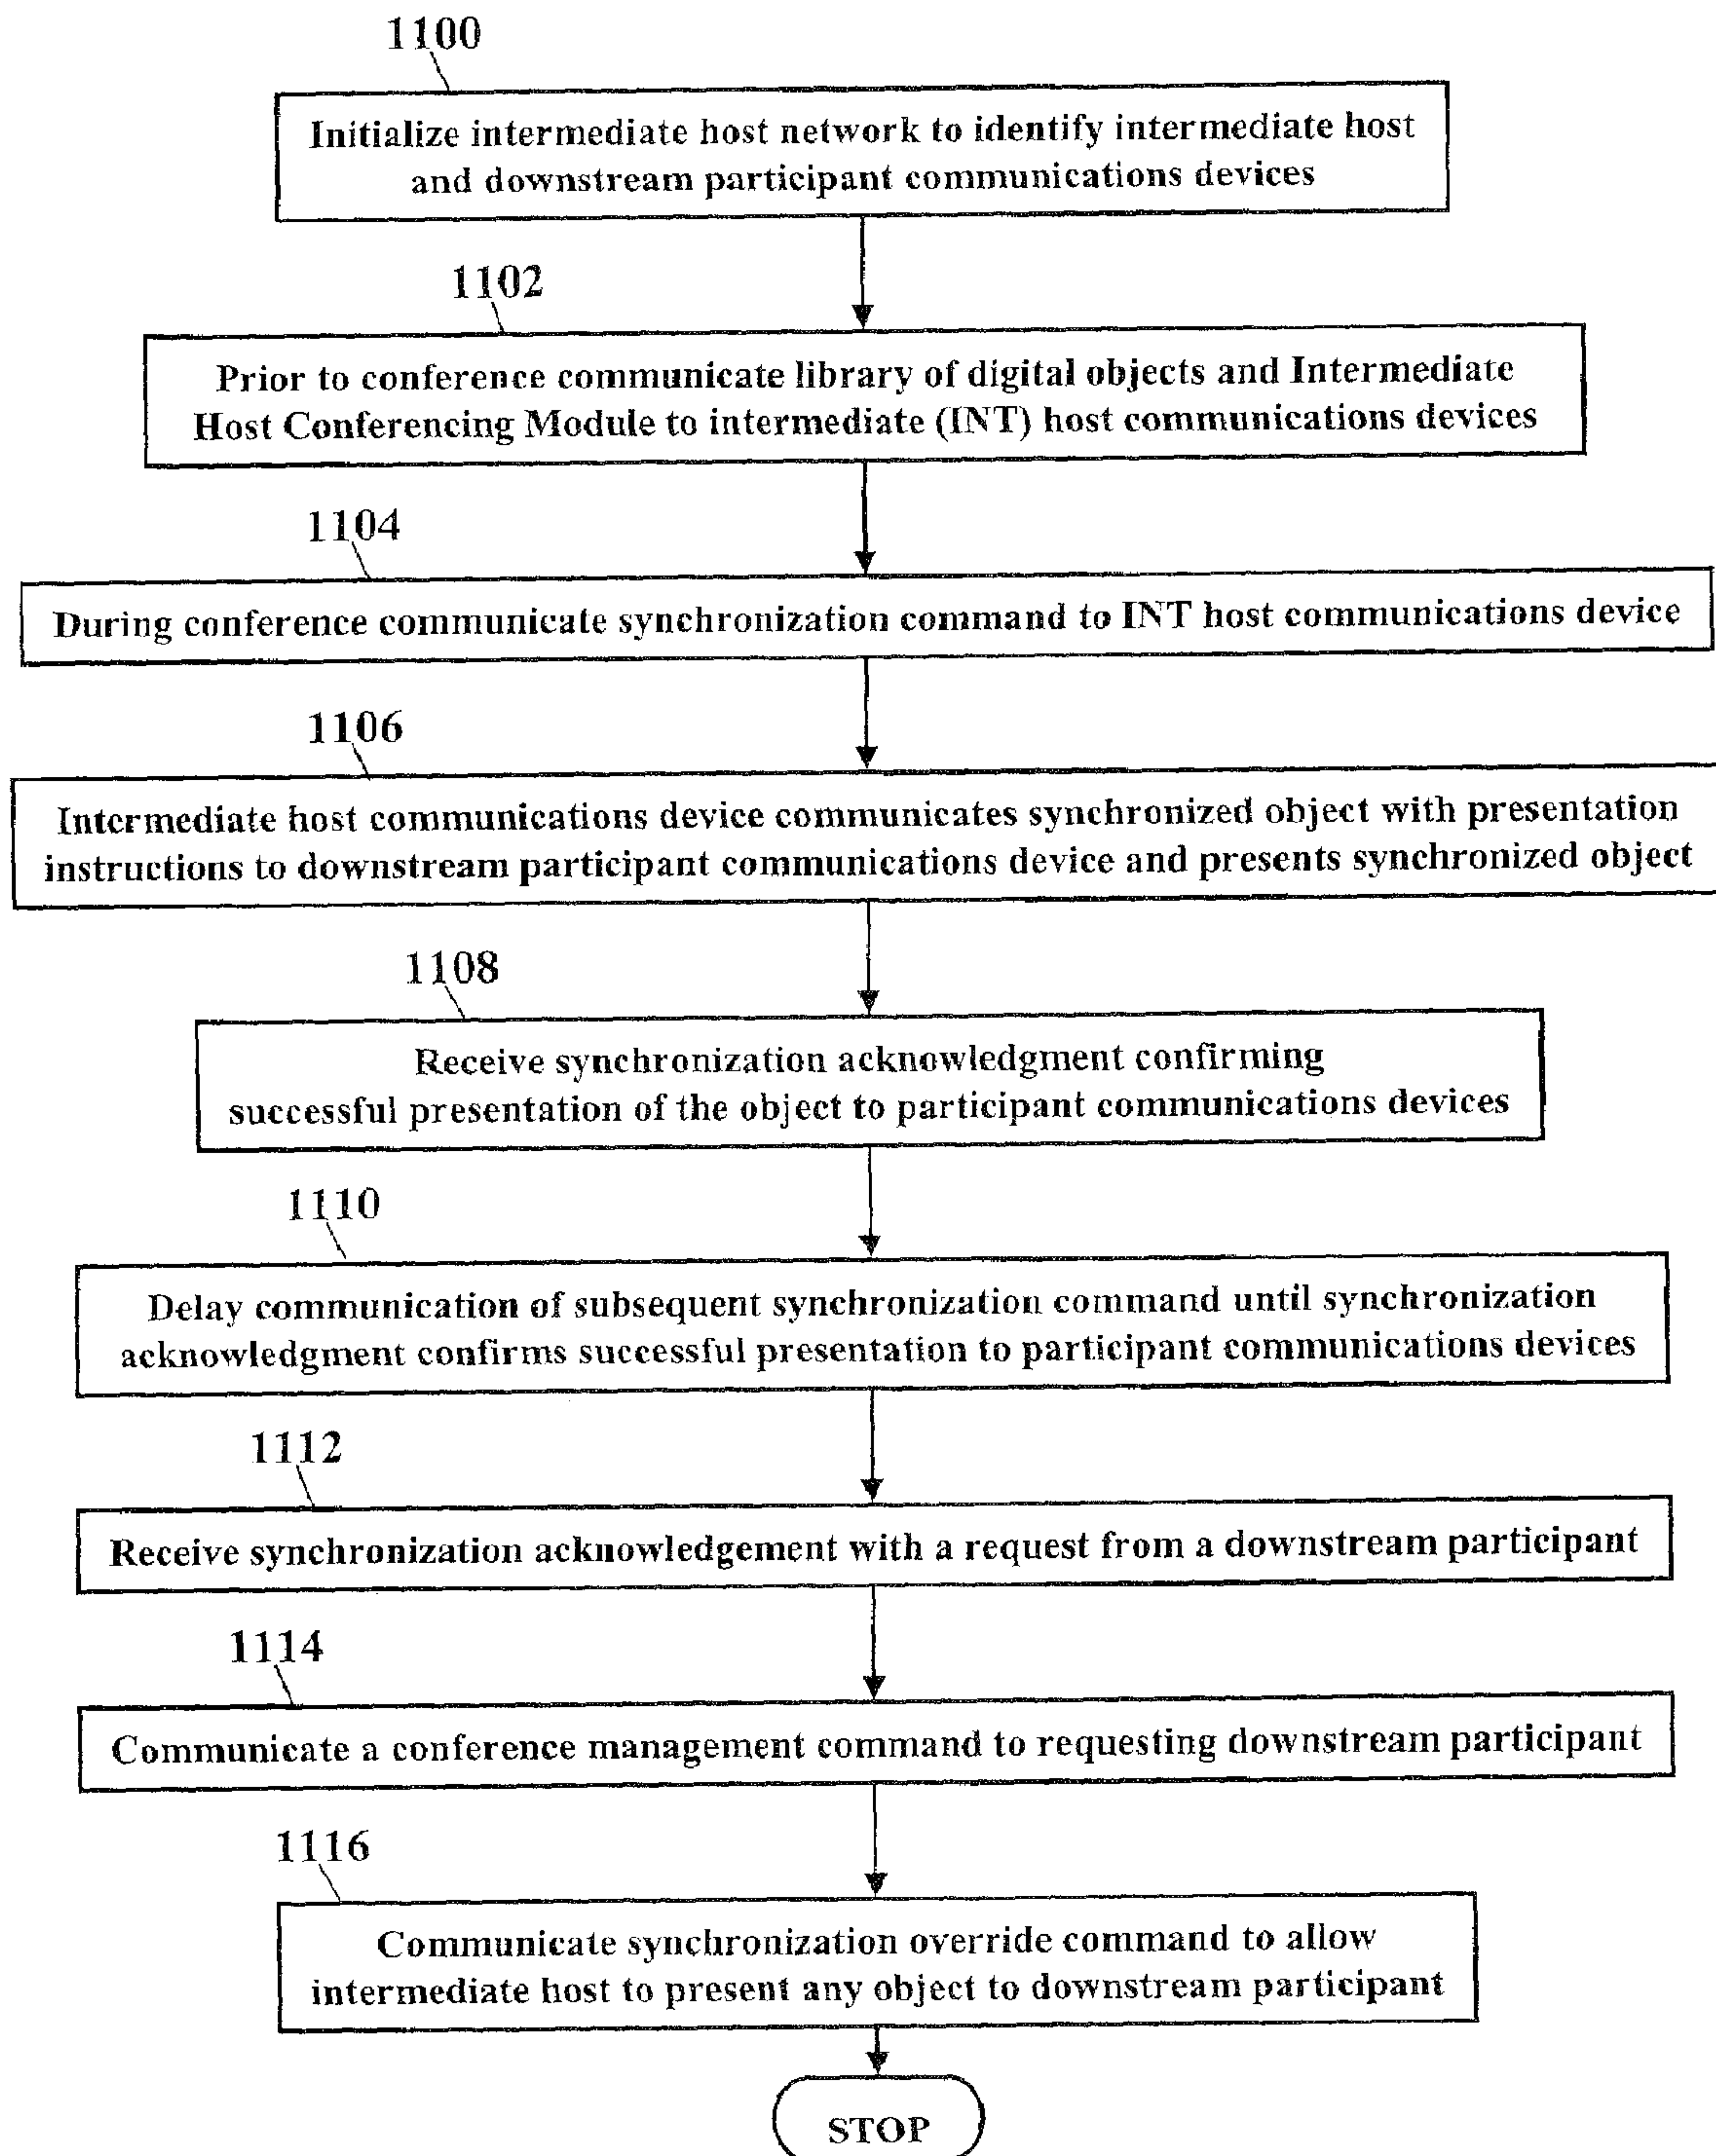 1100
Initialize intermediate host network to identify intermediate host
and downstream participant communications devices
1102
Prior to conference communicate library of digital objects and Intermediate
Host Conferencing Module to intermediate (INT) host communications devices
1104
During conference communicate synchronization command to INT host communications device
1106
Intermediate host communications device communicates synchronized object with presentation
instructions to downstream participant communications device and presents synchronized object
1108
Receive synchronization acknowledgment confirming
successful presentation of the object to participant communications devices
1110
Delay communication of subsequent synchronization command until synchronization
acknowledgment confirms successful presentation to participant communications devices
1112
Receive synchronization acknowledgement with a request from a downstream participant
1114
Communicate a conference management command to requesting downstream participant
1116
Communicate synchronization override command to allow
intermediate host to present any object to downstream participant
STOP